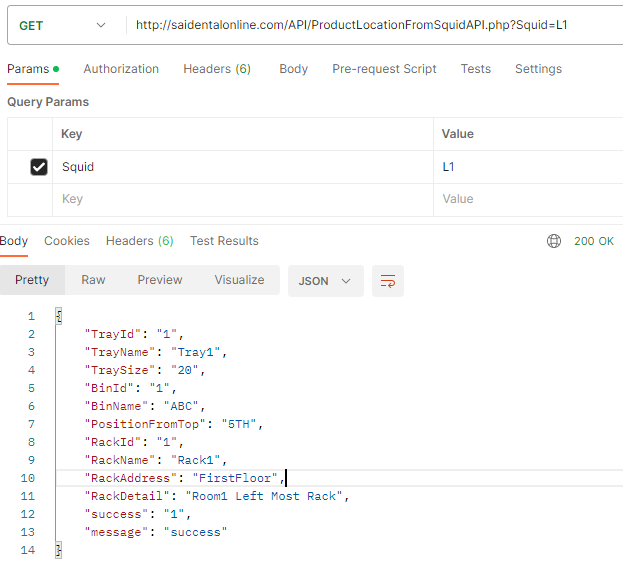 GET http://saidentalonline.com/API/ProductLocationFromSquidAPI.php?Squid=L1
Params Authorization Headers (6) Body Pre-request Script Tests Settings
Query Params
Key Value
Squid L1
Key Value
Body Cookies Headers (6) Test Results 200 OK
Pretty Raw Preview Visualize JSON
1 {
2 "TrayId": "1",
3 "TrayName": "Tray1",
4 "TraySize": "20",
5 "BinId": "1",
6 "BinName": "ABC",
7 "PositionFromTop": "5TH",
8 "RackId": "1",
9 "RackName": "Rack1",
10 "RackAddress": "FirstFloor",
11 "RackDetail": "Room1 Left Most Rack",
12 "success": "1",
13 "message": "success"
14 }